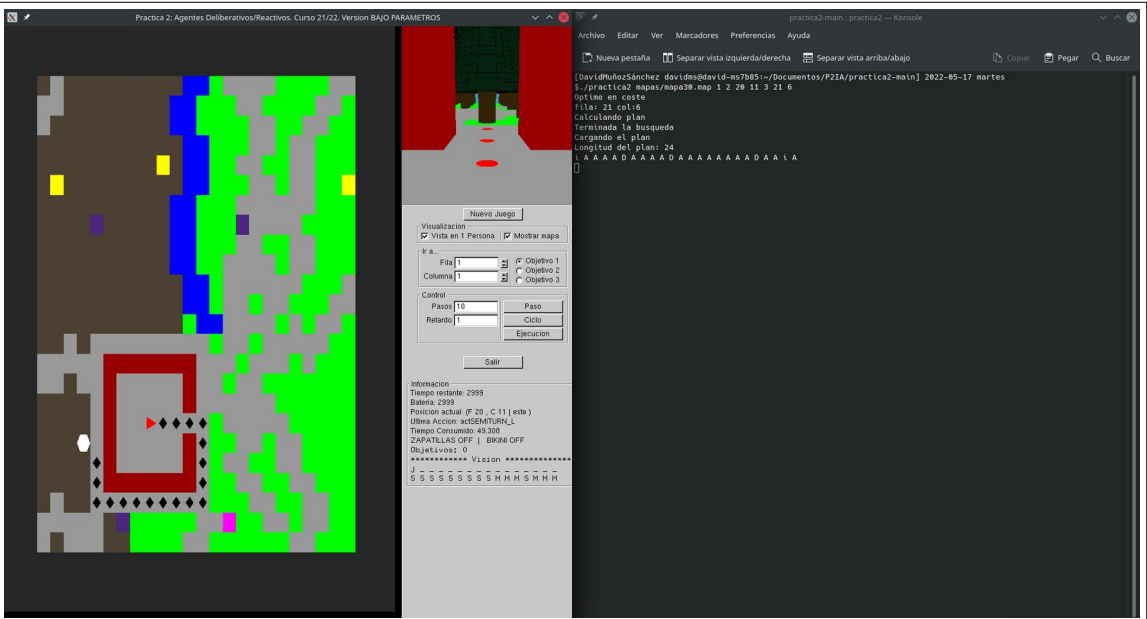 Practica 2: Agentes Deliberativos/Reactivos. Curso 21/22. Version BAJO PARAMETROS
Nuevo Juego
Visualizacion
Vista en 1 Persona
Mostrar mapa
Ir a...
Fila 1
Columna 1
Objetivo 1
Objetivo 2
Objetivo 3
Control
Pasos 10
Retardo 1
Paso
Ciclo
Ejecucion
Salir
Informacion
Tiempo restante: 2999
Bateria: 2999
Posicion actual: (F 20 , C 11 | este )
Ultima Accion: actSEMITURN_L
Tiempo Consumido: 49.308
ZAPATILLAS OFF | BIKINI OFF
Objetivos: 0
*********** Vision **************
J _ _ _ _ _ _ _ _ _ _ _ _ _ _ _
S S S S S S S S S M M M S M M M
practica2-main : practica2 — Konsole
Archivo Editar Ver Marcadores Preferencias Ayuda
Nueva pestaña Separar vista izquierda/derecha Separar vista arriba/abajo Copiar Pegar Buscar
[DavidMuñozSánchez davidms@david-ms7b85:~/Documentos/P2IA/practica2-main] 2022-05-17 martes
$./practica2 mapas/mapa30.map 1 2 20 11 3 21 6
Optimo en coste
fila: 21 col:6
Calculando plan
Terminada la busqueda
Cargando el plan
Longitud del plan: 24
i A A A A D A A A A D A A A A A A A A D A A i A